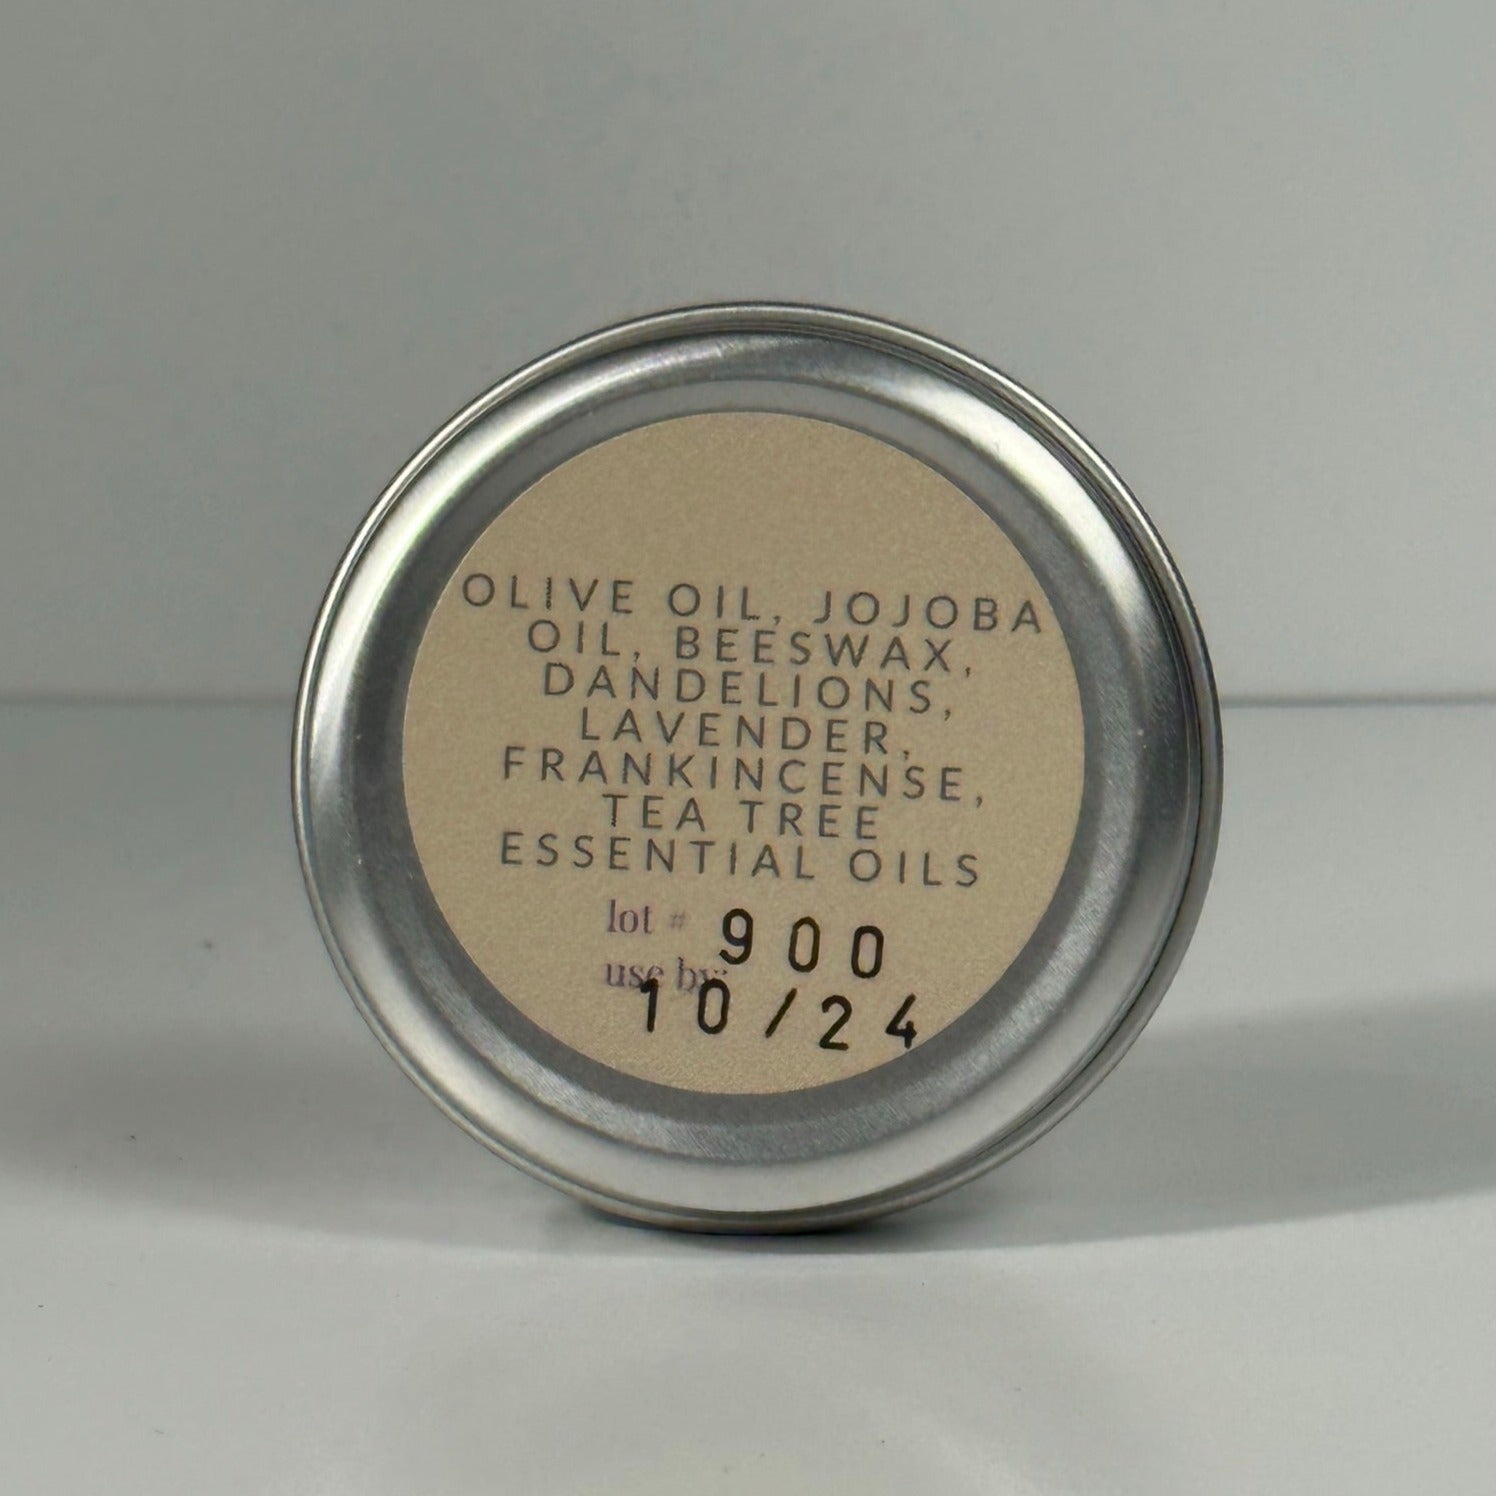 OLIVE OIL, JOJOBA
OIL, BEESWAX,
DANDELIONS,
LAVENDER,
FRANKINCENSE,
TEA TREE
ESSENTIAL OILS
lot # 900
use by:
10/24